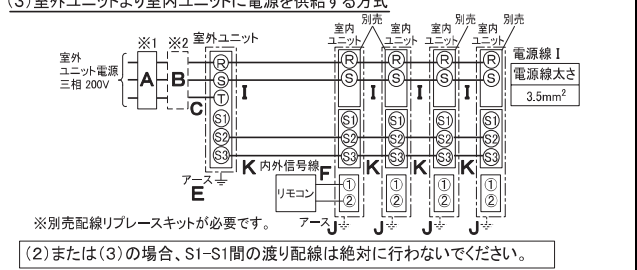 (3)室外ユニットより室内ユニットに電源を供給する方式
別売 別売
※1 ※2 室外ユニット 室内ユニット 室内ユニット 室内ユニット 室内ユニット
室外ユニット電源 三相 200V
A B C
R S T S1 S2 S3
I I I I
R S S1 S2 S3 ① ②
R S S1 S2 S3 ① ②
R S S1 S2 S3 ① ②
R S S1 S2 S3 ① ②
電源線 I
電源線太さ
3.5mm²
K 内外信号線 F K K K
アース E
リモコン
※別売配線リプレースキットが必要です。 アース J J J J
(2)または(3)の場合、S1-S1間の渡り配線は絶対に行わないでください。